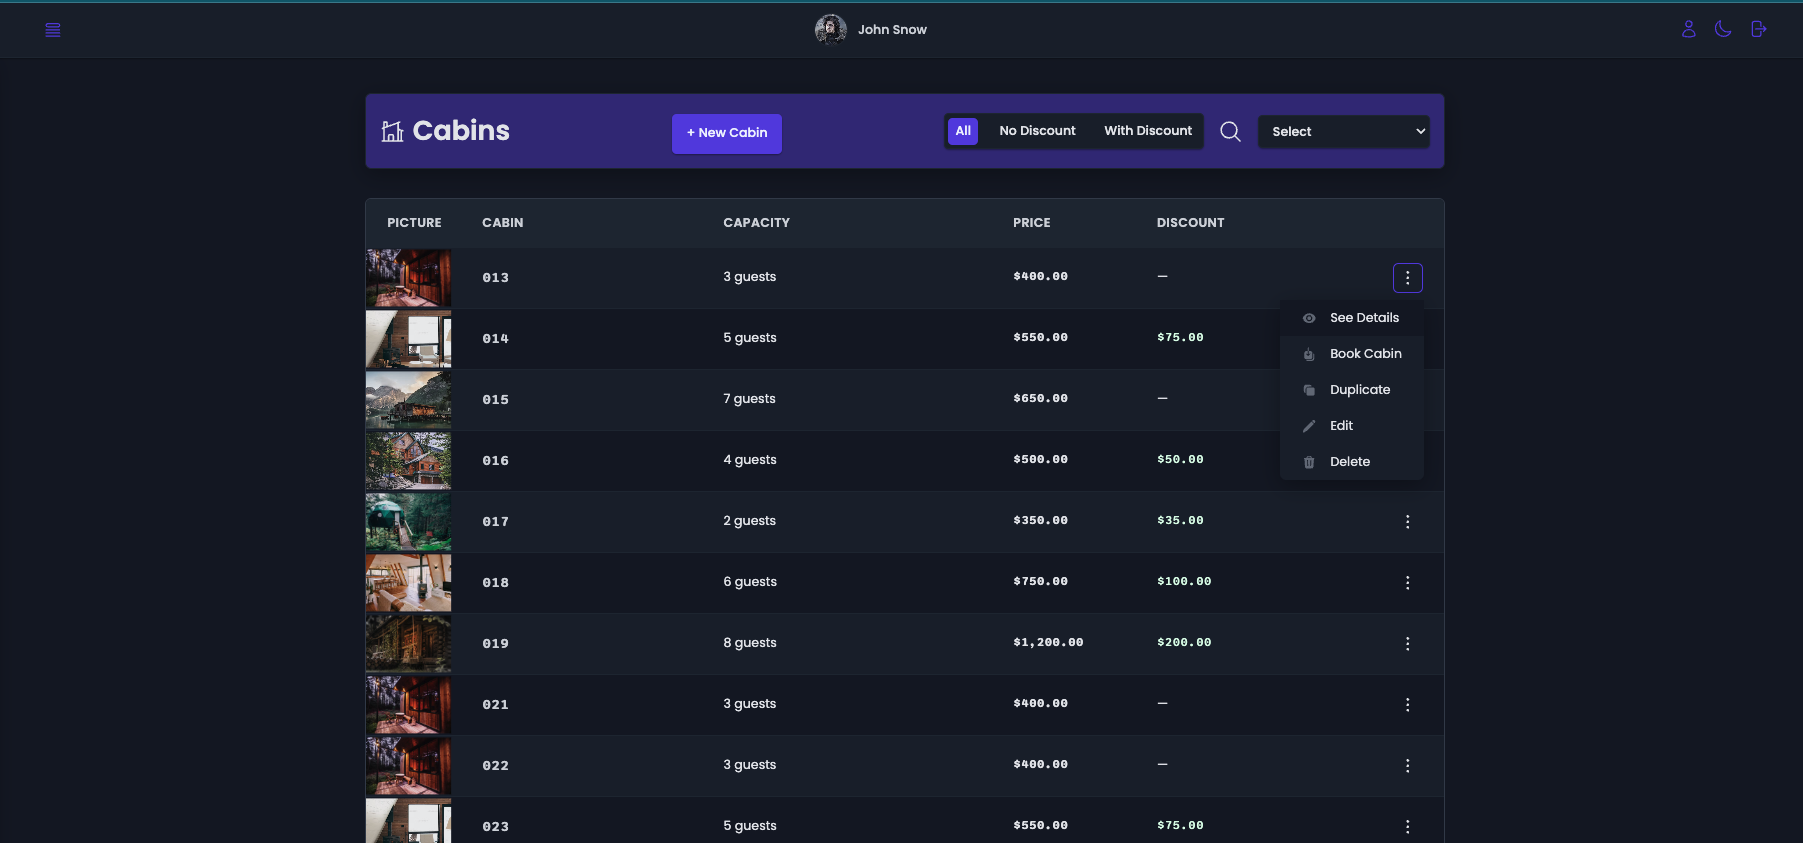 John Snow
Cabins
+ New Cabin
All No Discount With Discount
Select
PICTURE CABIN CAPACITY PRICE DISCOUNT
013 3 guests $400.00 —
See Details
014 5 guests $550.00 $75.00
Book Cabin
Duplicate
015 7 guests $650.00 —
Edit
016 4 guests $500.00 $50.00
Delete
017 2 guests $350.00 $35.00
018 6 guests $750.00 $100.00
019 8 guests $1,200.00 $200.00
021 3 guests $400.00 —
022 3 guests $400.00 —
023 5 guests $550.00 $75.00